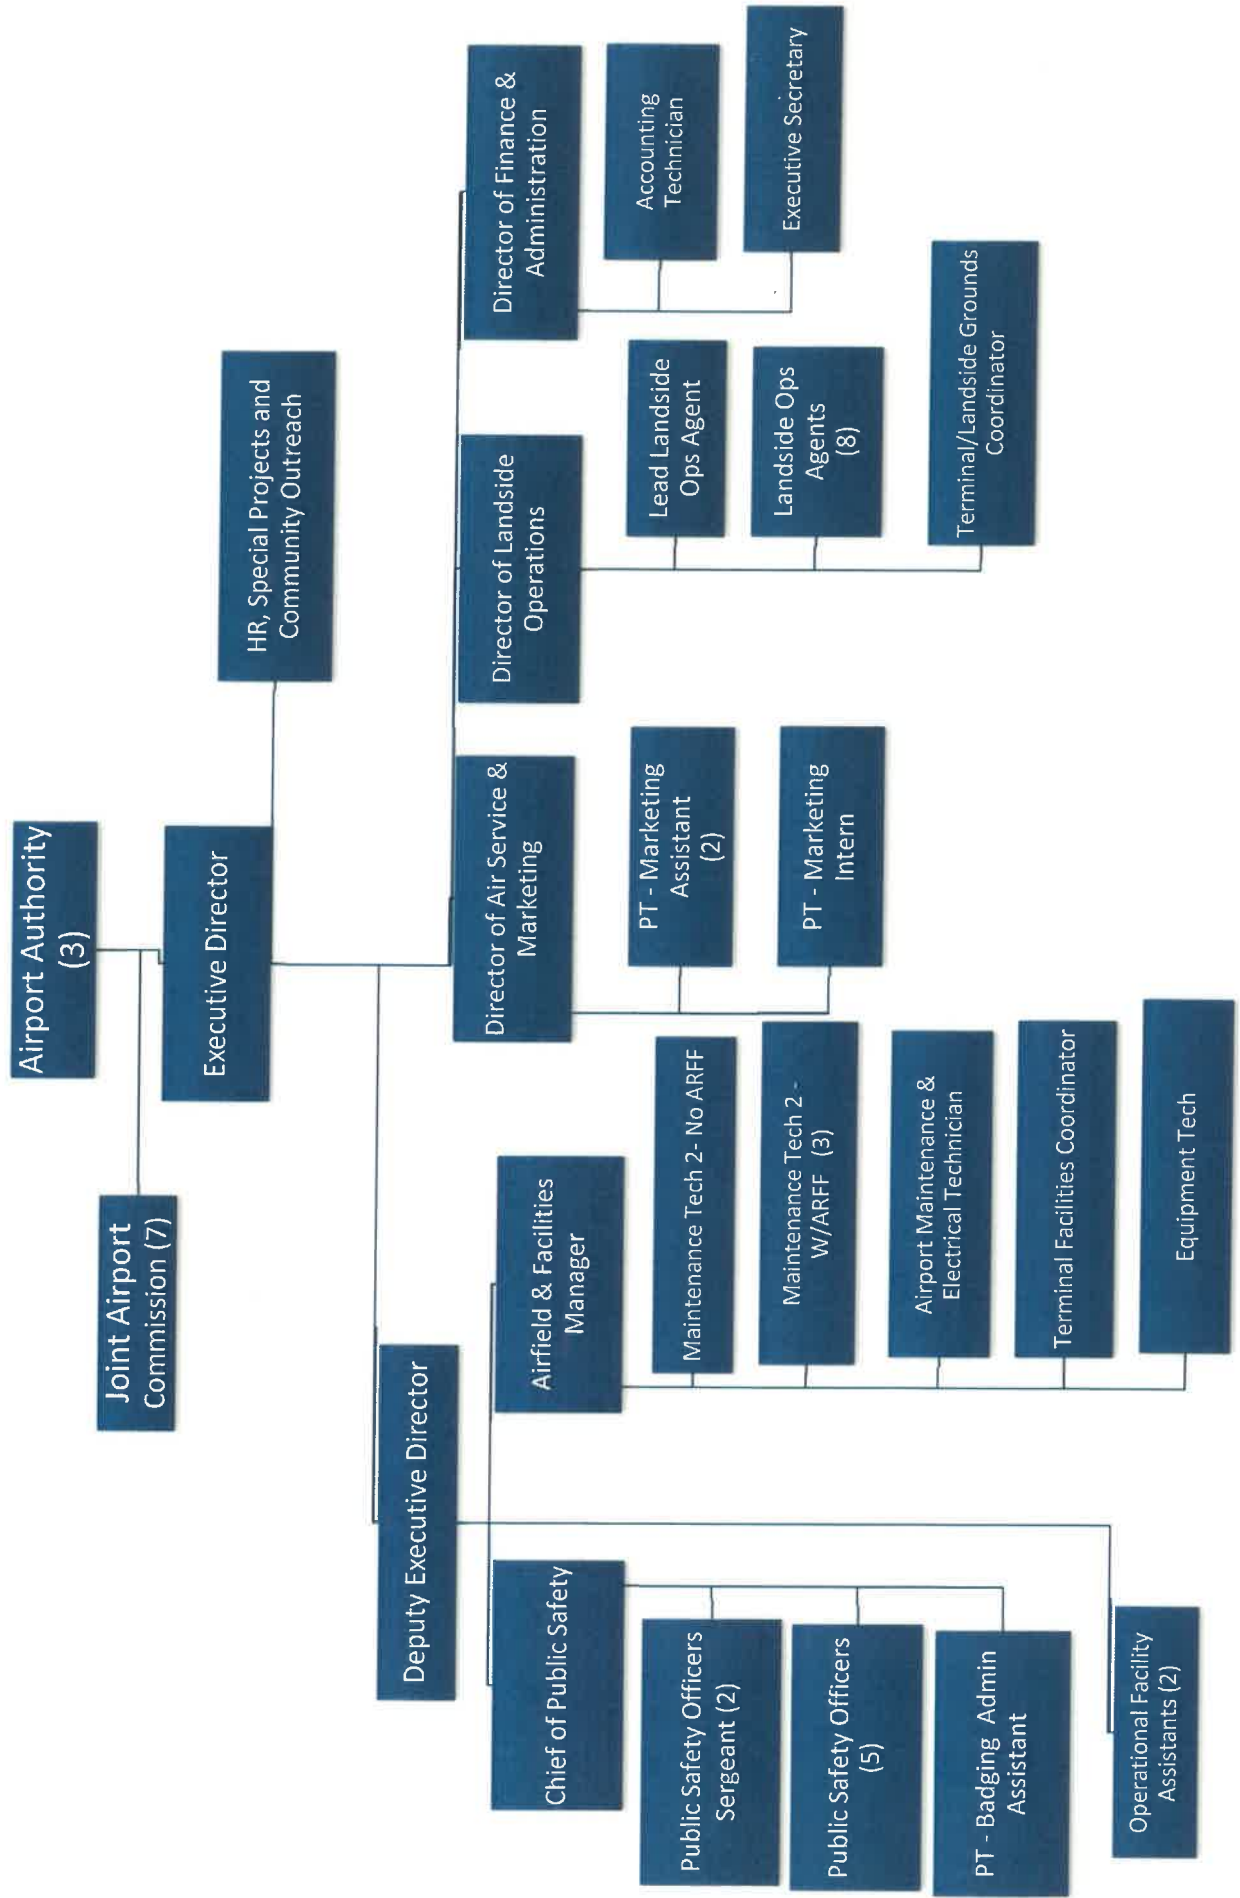 Airport Authority
(3)
Joint Airport
Commission (7)
Executive Director
HR, Special Projects and
Community Outreach
Deputy Executive Director
Director of Air Service &
Marketing
Director of Landside
Operations
Director of Finance &
Administration
Chief of Public Safety
Public Safety Officers
Sergeant (2)
Public Safety Officers
(5)
PT - Badging Admin
Assistant
Operational Facility
Assistants (2)
Airfield & Facilities
Manager
Maintenance Tech 2- No ARFF
Maintenance Tech 2 -
W/ARFF (3)
Airport Maintenance &
Electrical Technician
Terminal Facilities Coordinator
Equipment Tech
PT - Marketing
Assistant
(2)
PT - Marketing
Intern
Lead Landside
Ops Agent
Landside Ops
Agents
(8)
Terminal/Landside Grounds
Coordinator
Accounting
Technician
Executive Secretary